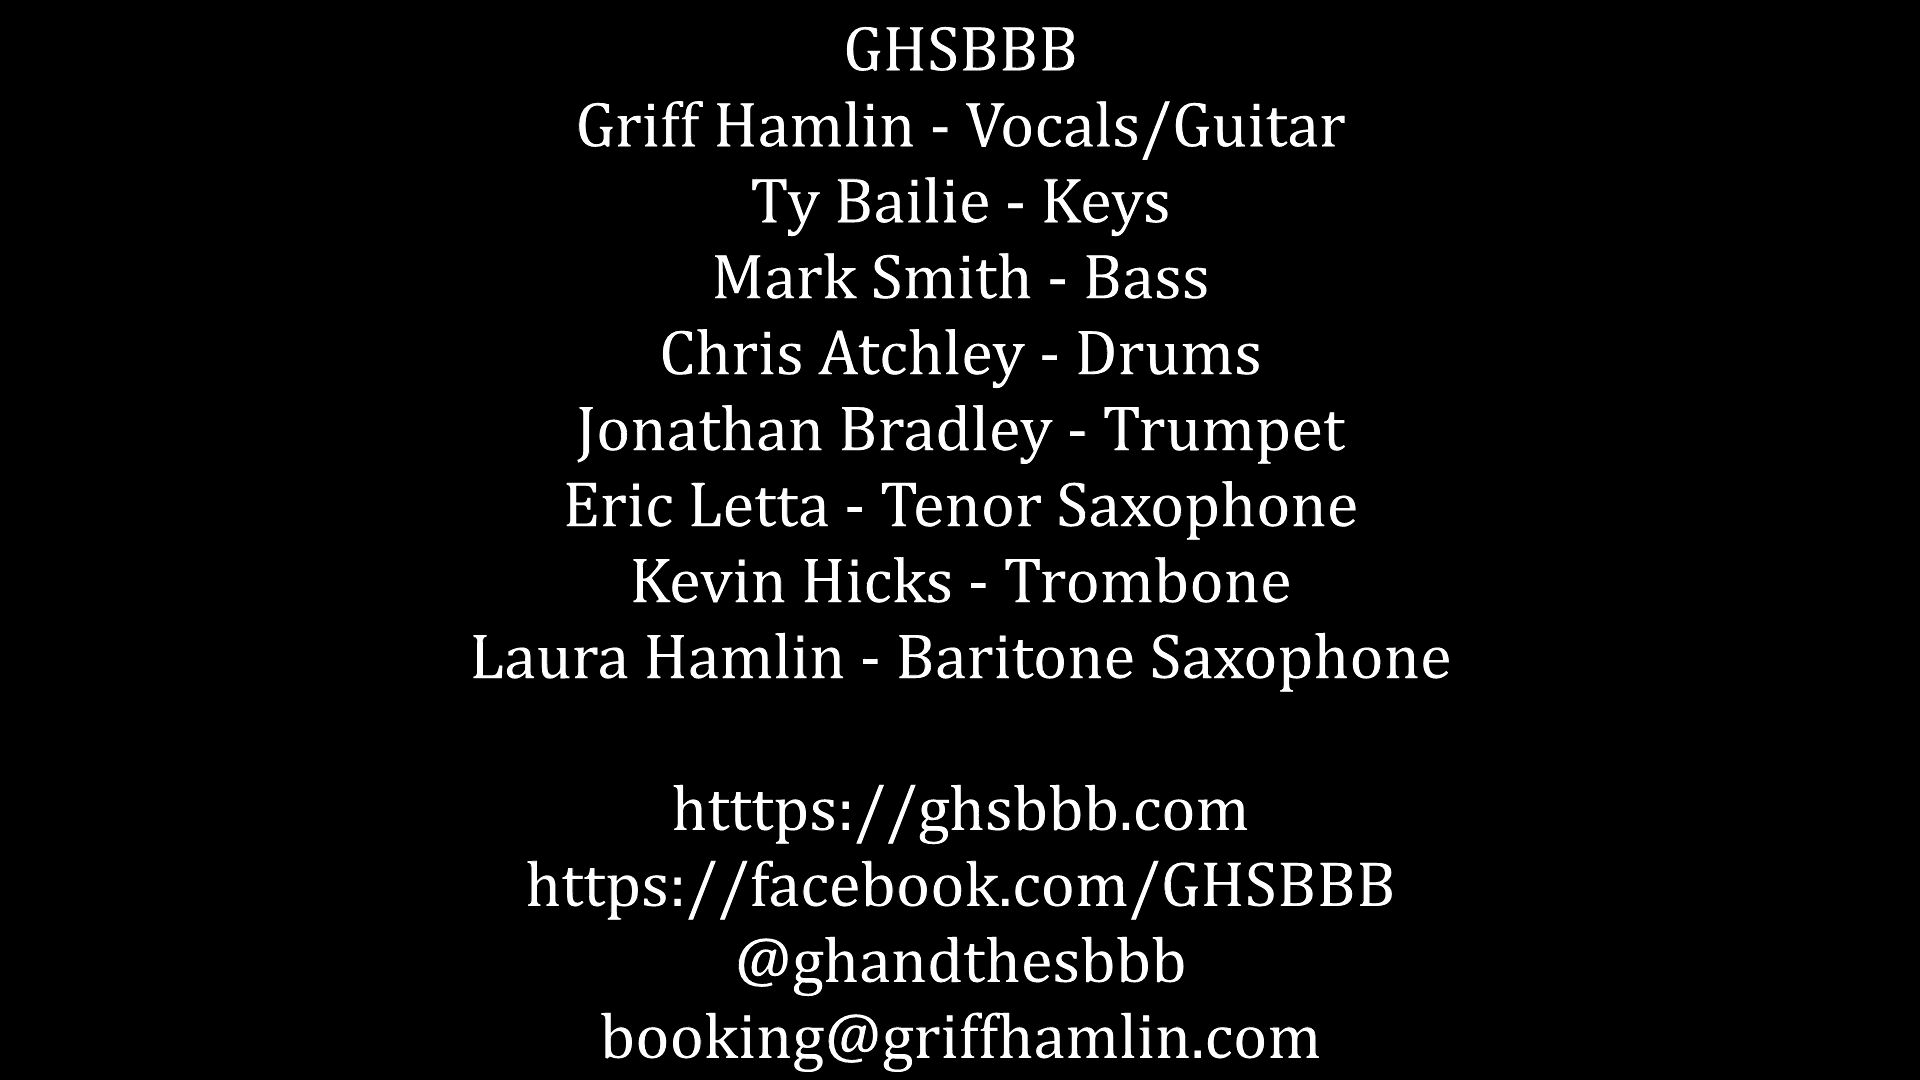 GHSBBB
Griff Hamlin - Vocals/Guitar
Ty Bailie - Keys
Mark Smith - Bass
Chris Atchley - Drums
Jonathan Bradley - Trumpet
Eric Letta - Tenor Saxophone
Kevin Hicks - Trombone
Laura Hamlin - Baritone Saxophone
htttps://ghsbbb.com
https://facebook.com/GHSBBB
@ghandthesbbb
booking@griffhamlin.com